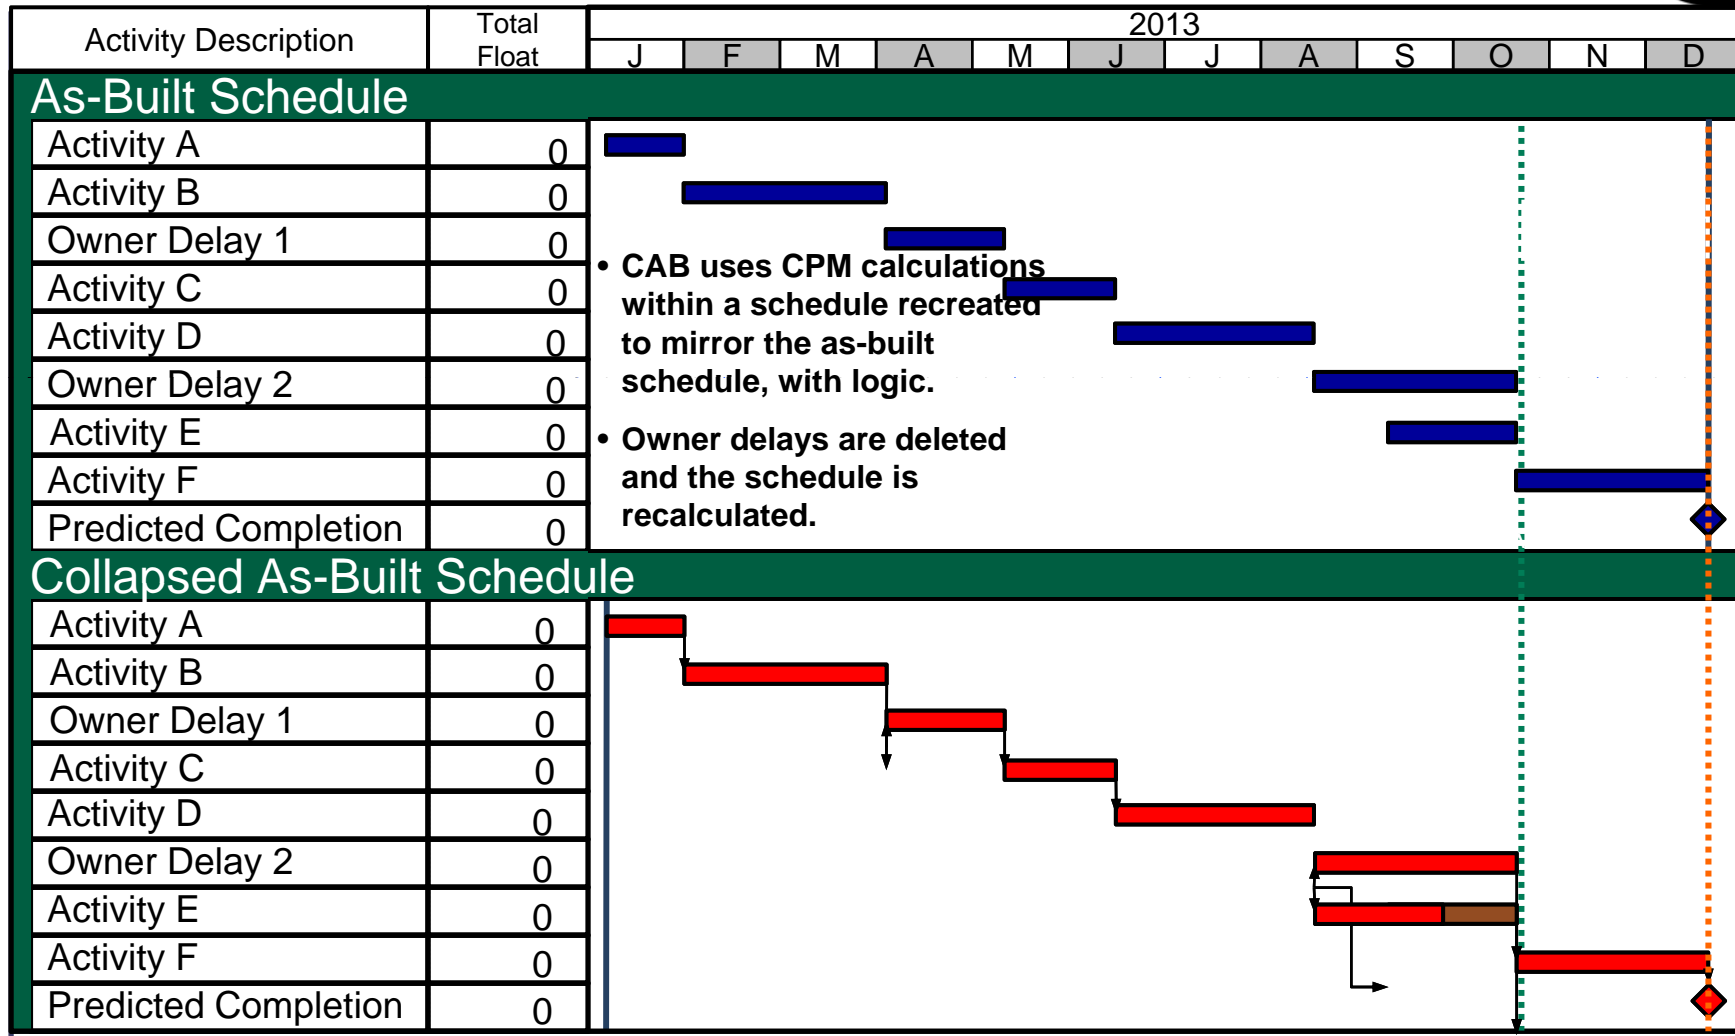 Activity Description
Total
Float
2013
J F M A M J J A S O N D
As-Built Schedule
Activity A 0
Activity B 0
Owner Delay 1 0
Activity C 0
Activity D 0
Owner Delay 2 0
Activity E 0
Activity F 0
Predicted Completion 0
• CAB uses CPM calculations
within a schedule recreated
to mirror the as-built
schedule, with logic.
• Owner delays are deleted
and the schedule is
recalculated.
Collapsed As-Built Schedule
Activity A 0
Activity B 0
Owner Delay 1 0
Activity C 0
Activity D 0
Owner Delay 2 0
Activity E 0
Activity F 0
Predicted Completion 0